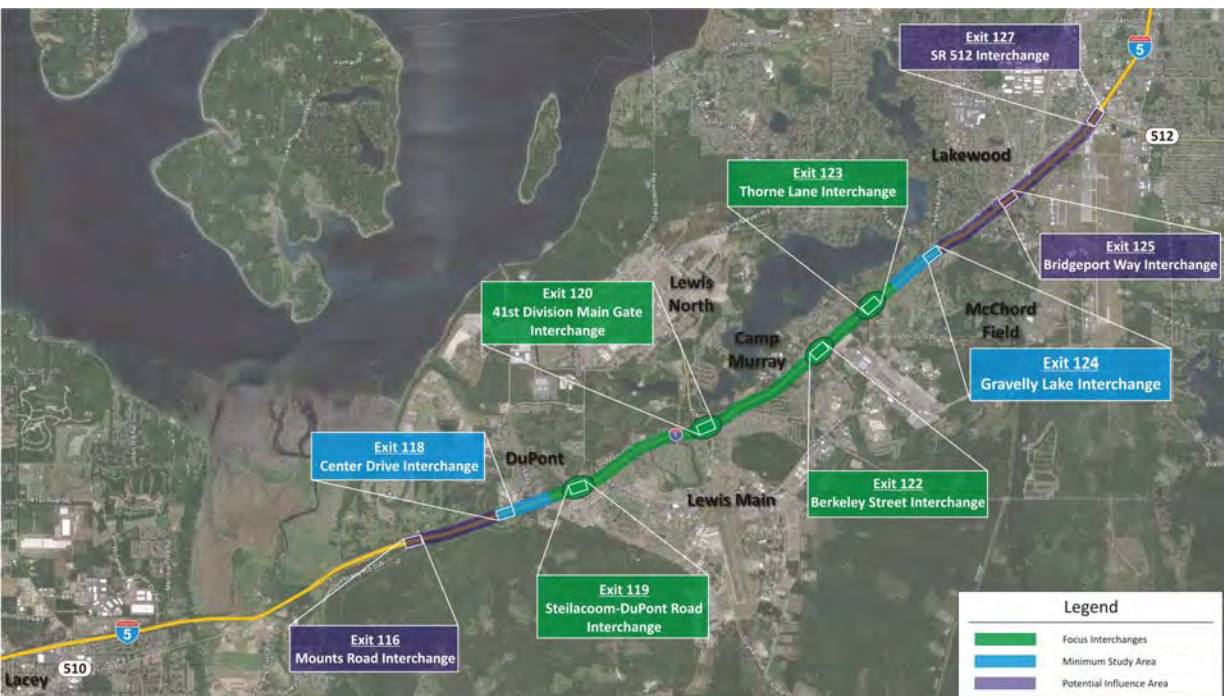 Exit 127
SR 512 Interchange
5
512
Lakewood
Exit 123
Thorne Lane Interchange
Exit 125
Bridgeport Way Interchange
Exit 120
41st Division Main Gate
Interchange
Lewis
North
McChord
Field
Camp
Murray
Exit 124
Gravelly Lake Interchange
Exit 118
Center Drive Interchange
DuPont
Exit 122
Berkeley Street Interchange
Lewis Main
Exit 119
Steilacoom-DuPont Road
Interchange
Exit 116
Mounts Road Interchange
5
510
Lacey
Legend
Focus Interchanges
Minimum Study Area
Potential Influence Area